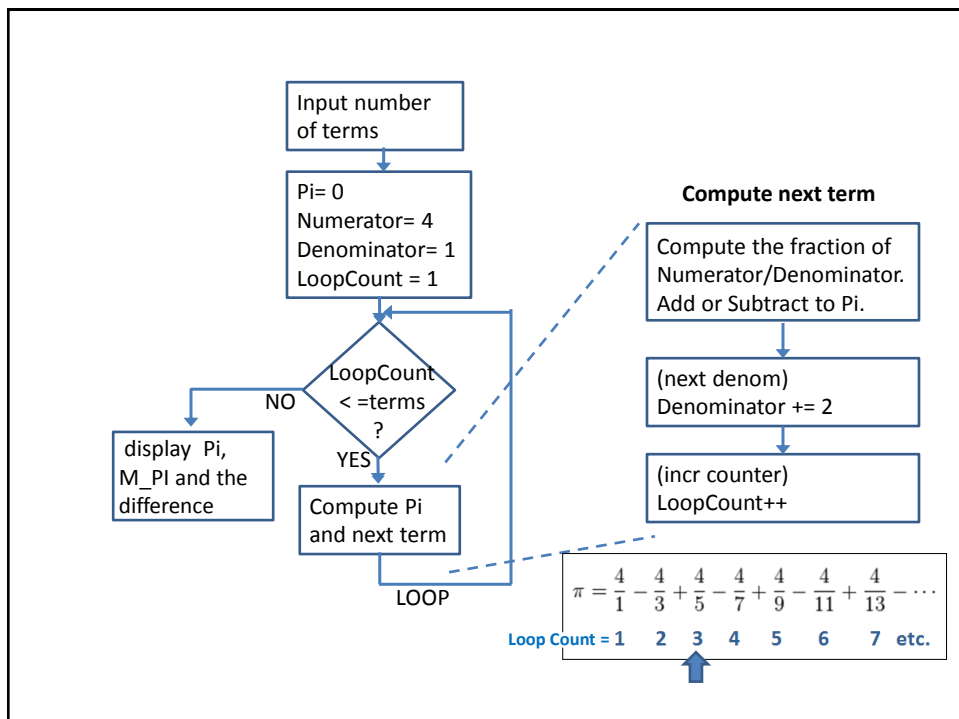 Input number
of terms
Pi= 0
Numerator= 4
Denominator= 1
LoopCount = 1
LoopCount
< =terms
?
NO
YES
display Pi,
M_PI and the
difference
Compute Pi
and next term
LOOP
Compute next term
Compute the fraction of
Numerator/Denominator.
Add or Subtract to Pi.
(next denom)
Denominator += 2
(incr counter)
LoopCount++
π = 4/1 − 4/3 + 4/5 − 4/7 + 4/9 − 4/11 + 4/13 − ⋯
Loop Count = 1 2 3 4 5 6 7 etc.